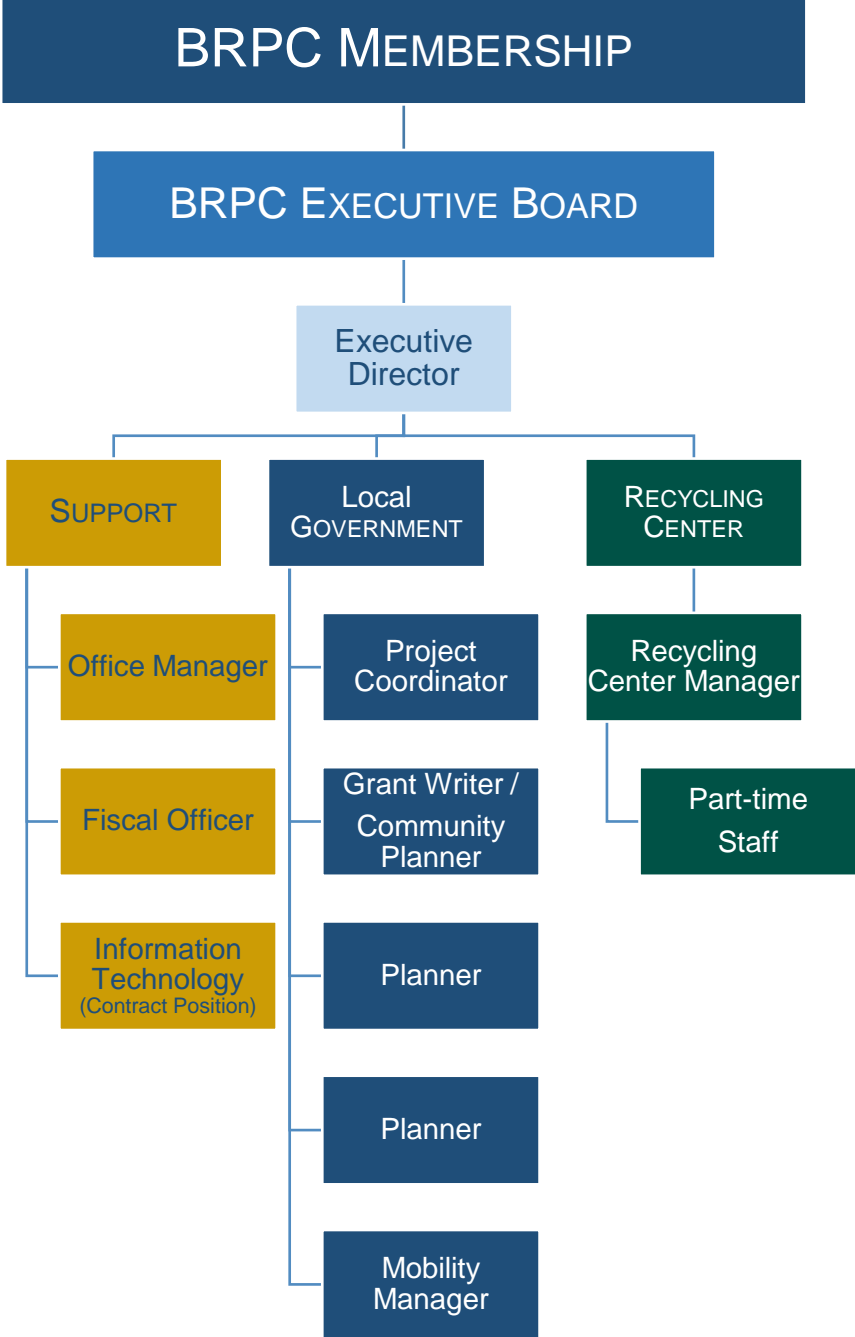 BRPC MEMBERSHIP
BRPC EXECUTIVE BOARD
Executive
Director
SUPPORT
Office Manager
Fiscal Officer
Information
Technology
(Contract Position)
Local
GOVERNMENT
Project
Coordinator
Grant Writer /
Community
Planner
Planner
Planner
Mobility
Manager
RECYCLING
CENTER
Recycling
Center Manager
Part-time
Staff